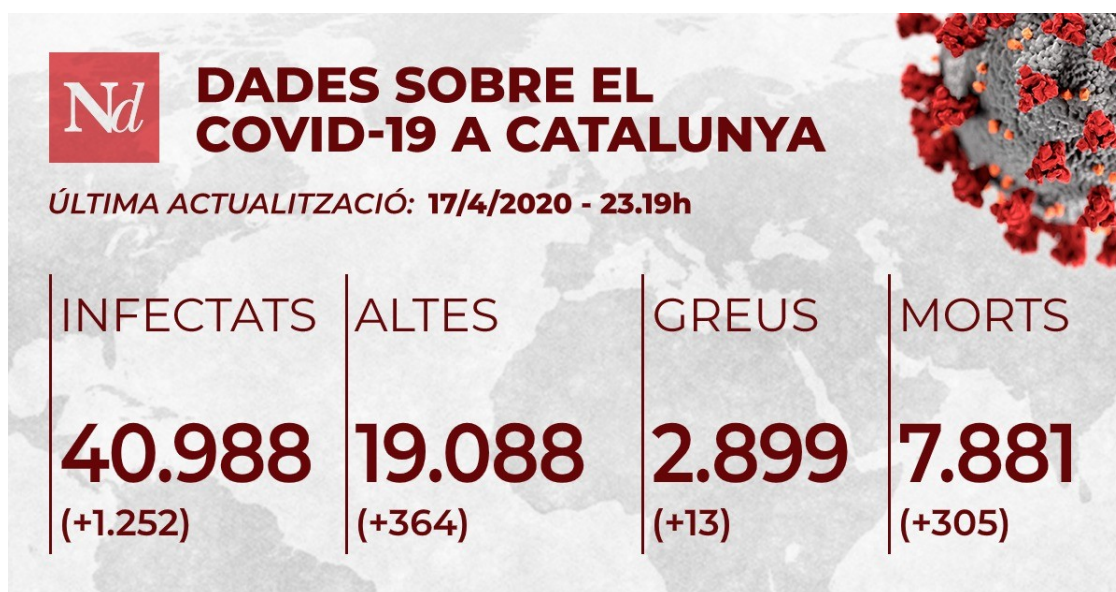 Nd
DADES SOBRE EL
COVID-19 A CATALUNYA
ÚLTIMA ACTUALITZACIÓ: 17/4/2020 - 23.19h
INFECTATS
40.988
(+1.252)
ALTES
19.088
(+364)
GREUS
2.899
(+13)
MORTS
7.881
(+305)